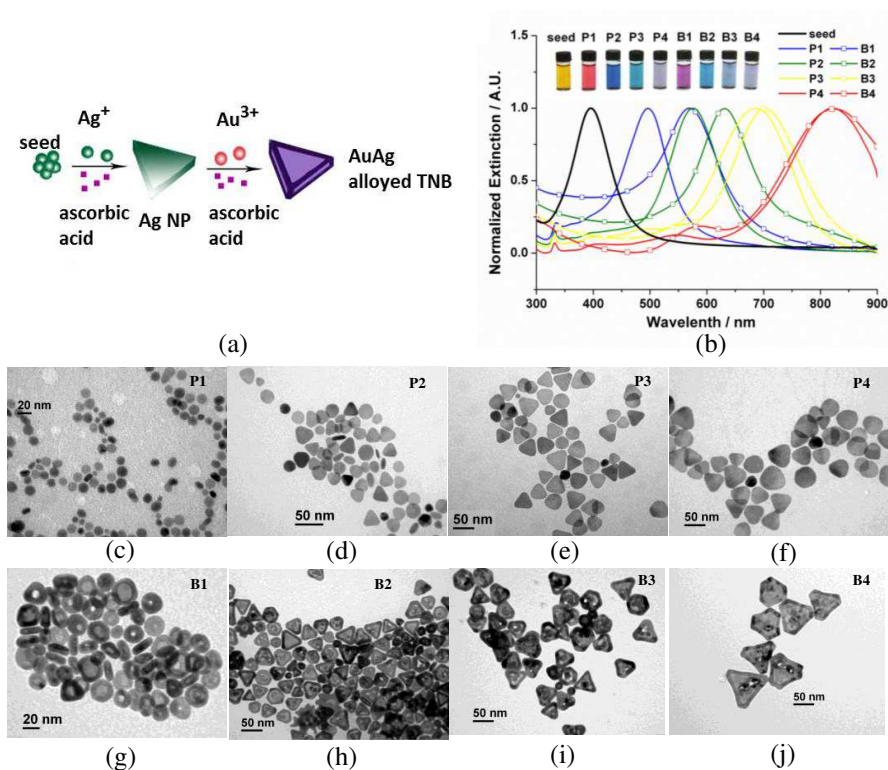 Ag+
Au3+
seed
AuAg
alloyed TNB
ascorbic
acid
Ag NP
ascorbic
acid
(a)
1.5
1.0
0.5
0.0
Normalized Extinction / A.U.
seed P1 P2 P3 P4 B1 B2 B3 B4
seed
P1 B1
P2 B2
P3 B3
P4 B4
300 400 500 600 700 800 900
Wavelenth / nm
(b)
P1
20 nm
(c)
P2
50 nm
(d)
P3
50 nm
(e)
P4
50 nm
(f)
B1
20 nm
(g)
B2
50 nm
(h)
B3
50 nm
(i)
B4
50 nm
(j)